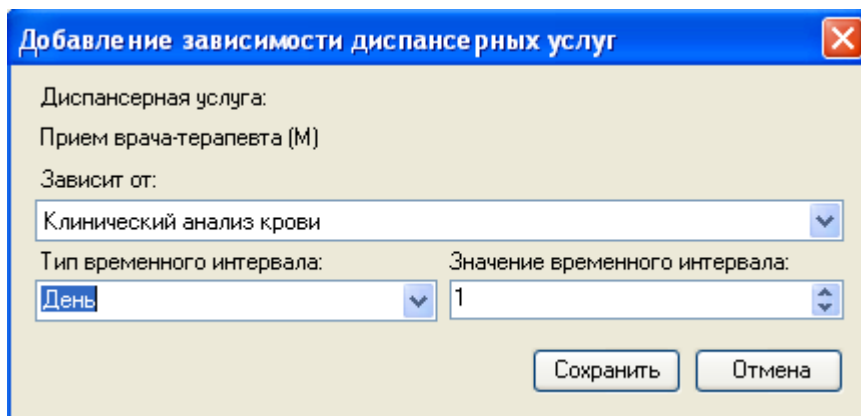 Добавление зависимости диспансерных услуг
Диспансерная услуга:
Прием врача-терапевта (М)
Зависит от:
Клинический анализ крови
Тип временного интервала: Значение временного интервала:
День 1
Сохранить Отмена